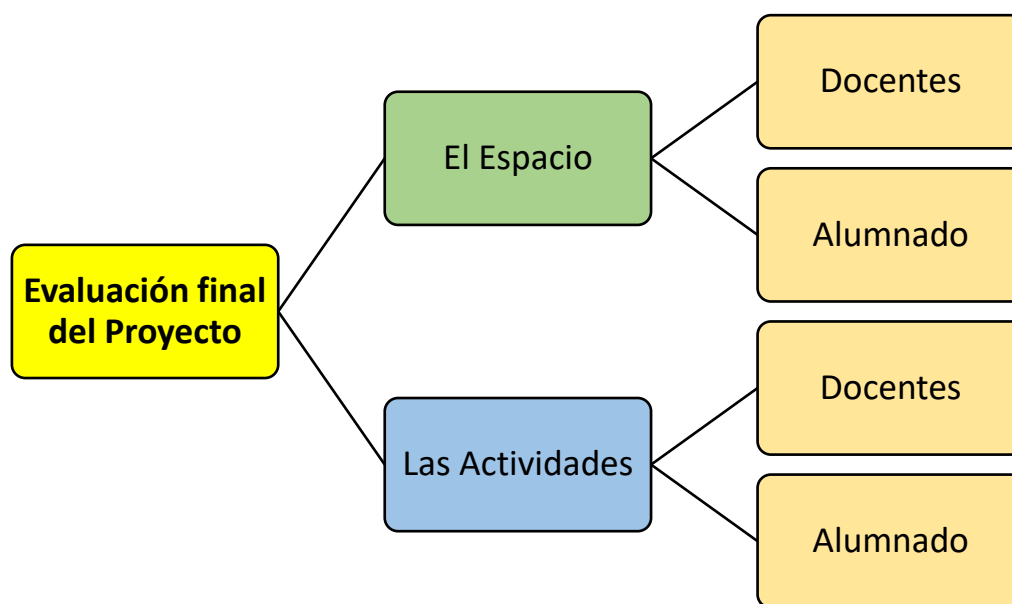 Evaluación final
del Proyecto
El Espacio
Docentes
Alumnado
Las Actividades
Docentes
Alumnado